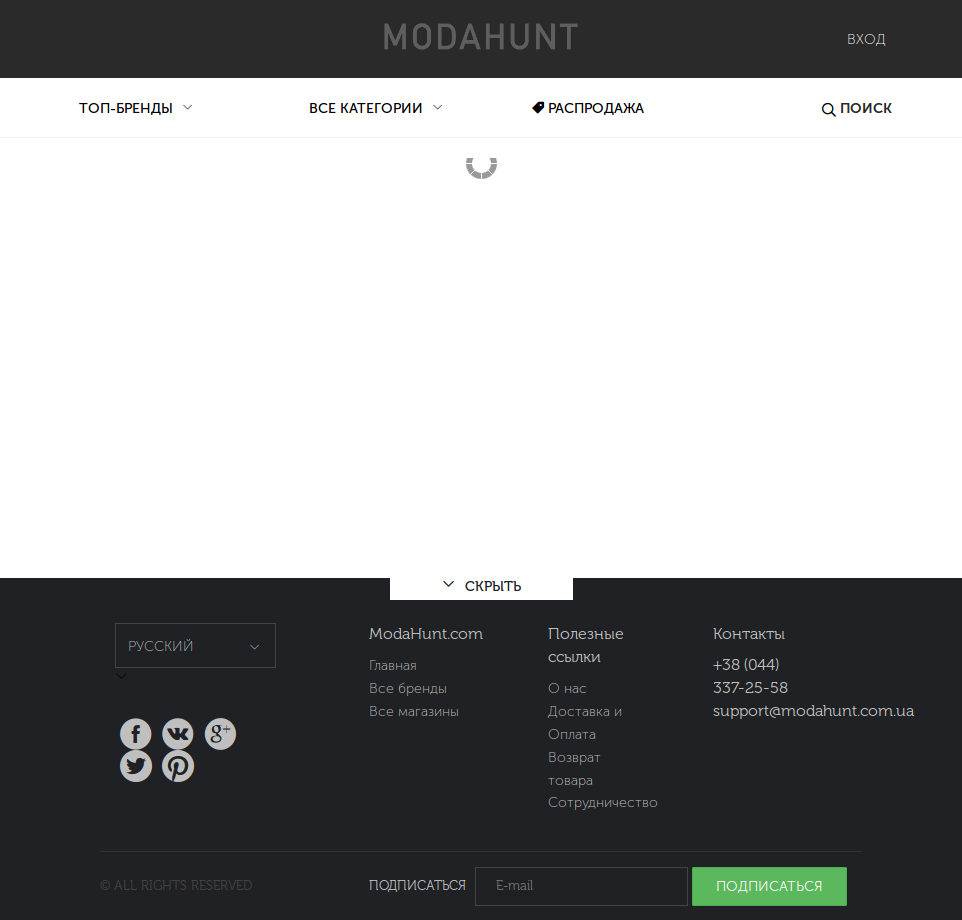 MODAHUNT
ВХОД
ТОП-БРЕНДЫ
ВСЕ КАТЕГОРИИ
РАСПРОДАЖА
ПОИСК
СКРЫТЬ
РУССКИЙ
ModaHunt.com
Главная
Все бренды
Все магазины
Полезные
ссылки
О нас
Доставка и
Оплата
Возврат
товара
Сотрудничество
Контакты
+38 (044)
337-25-58
support@modahunt.com.ua
© ALL RIGHTS RESERVED
ПОДПИСАТЬСЯ
E-mail
ПОДПИСАТЬСЯ